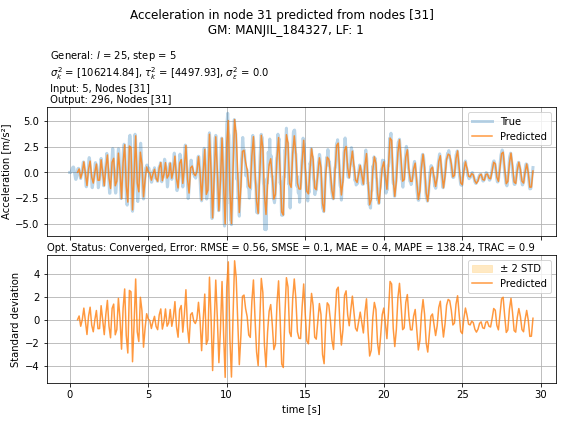 Acceleration in node 31 predicted from nodes [31]
GM: MANJIL_184327, LF: 1
General: l = 25, step = 5
σ²ₖ = [106214.84], τ²ₖ = [4497.93], σ²ε = 0.0
Input: 5, Nodes [31]
Output: 296, Nodes [31]
Acceleration [m/s²]
5.0
2.5
0.0
−2.5
−5.0
True
Predicted
Opt. Status: Converged, Error: RMSE = 0.56, SMSE = 0.1, MAE = 0.4, MAPE = 138.24, TRAC = 0.9
Standard deviation
4
2
0
−2
−4
± 2 STD
Predicted
0 5 10 15 20 25 30
time [s]